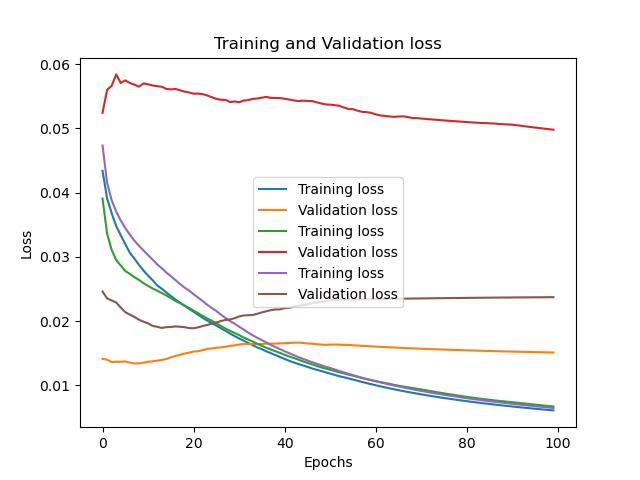 Training and Validation loss
0.06
0.05
0.04
0.03
0.02
0.01
Loss
Training loss
Validation loss
Training loss
Validation loss
Training loss
Validation loss
0 20 40 60 80 100
Epochs